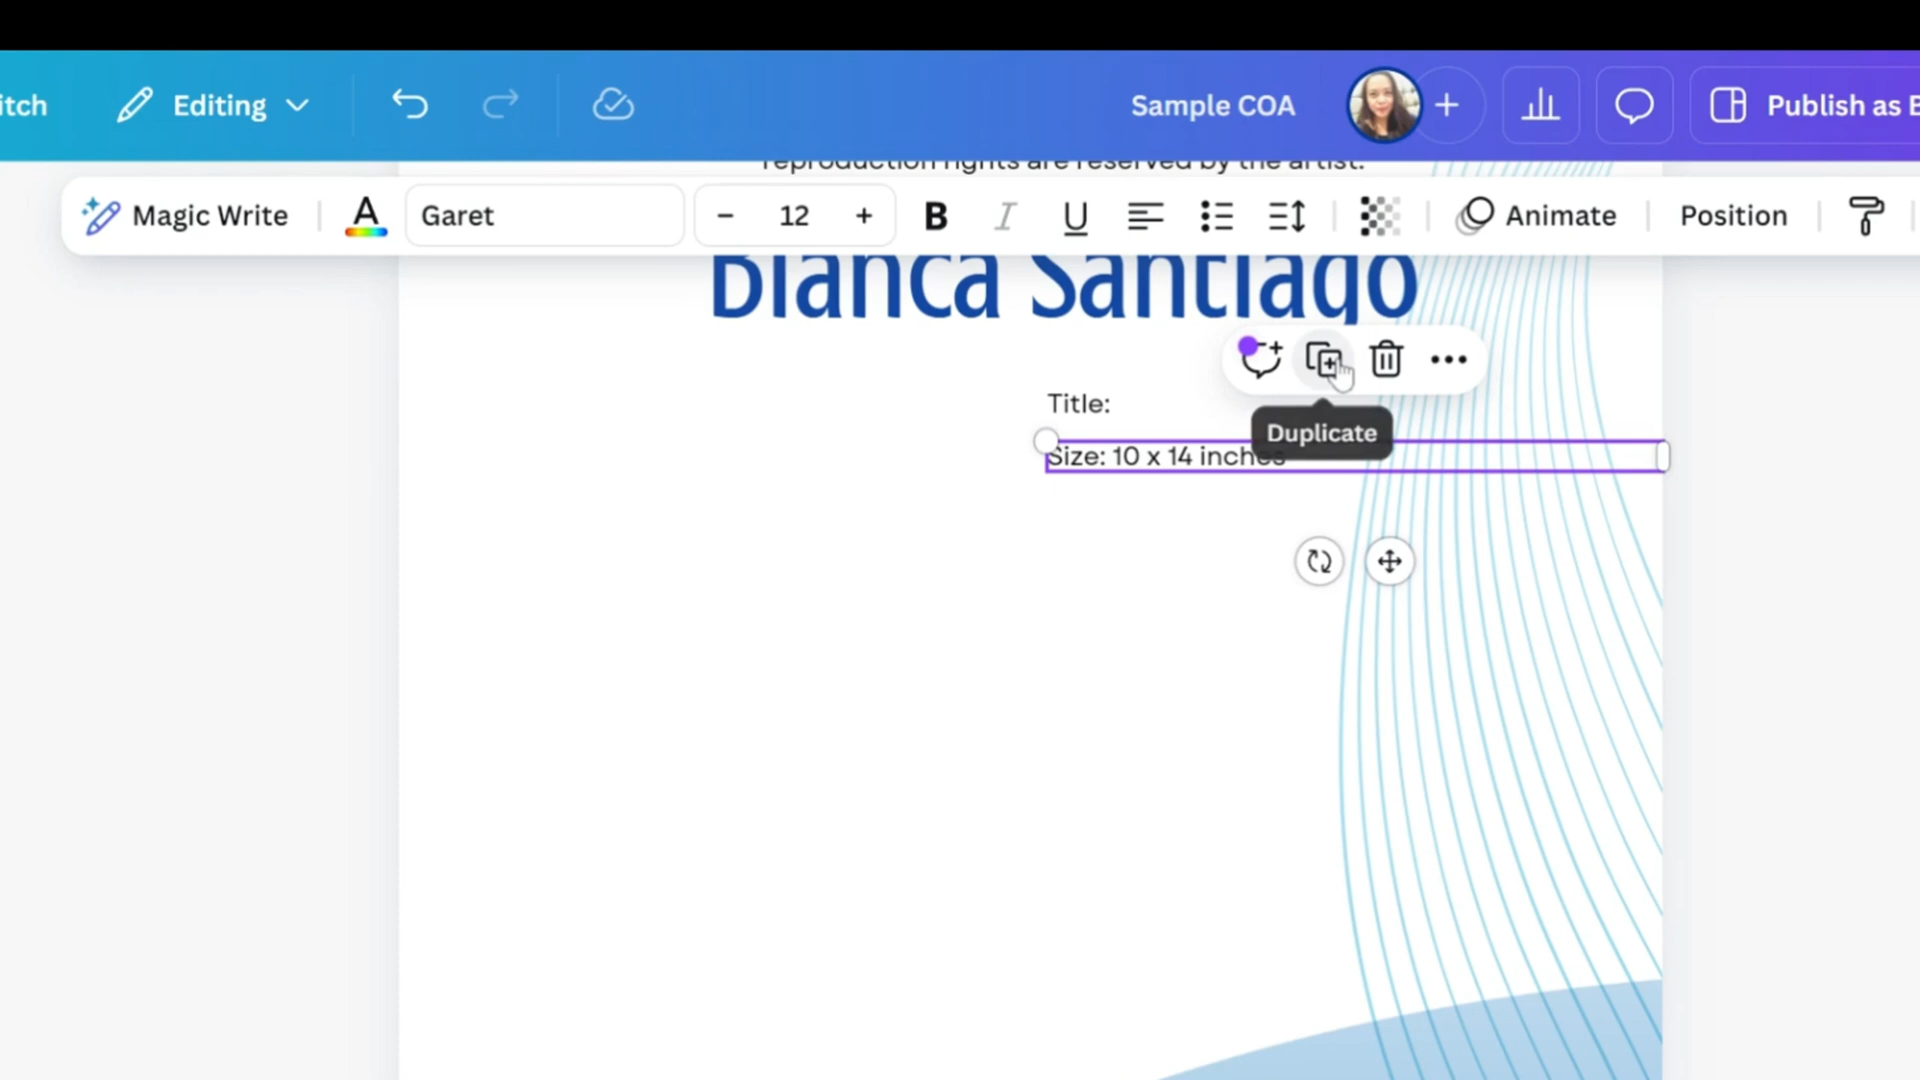 itch
Editing
Sample COA
Publish as
reproduction rights are reserved by the artist.
Magic Write
A
Garet
- 12 +
B I U
Animate
Position
Bianca Santiago
Title:
Duplicate
Size: 10 x 14 inches